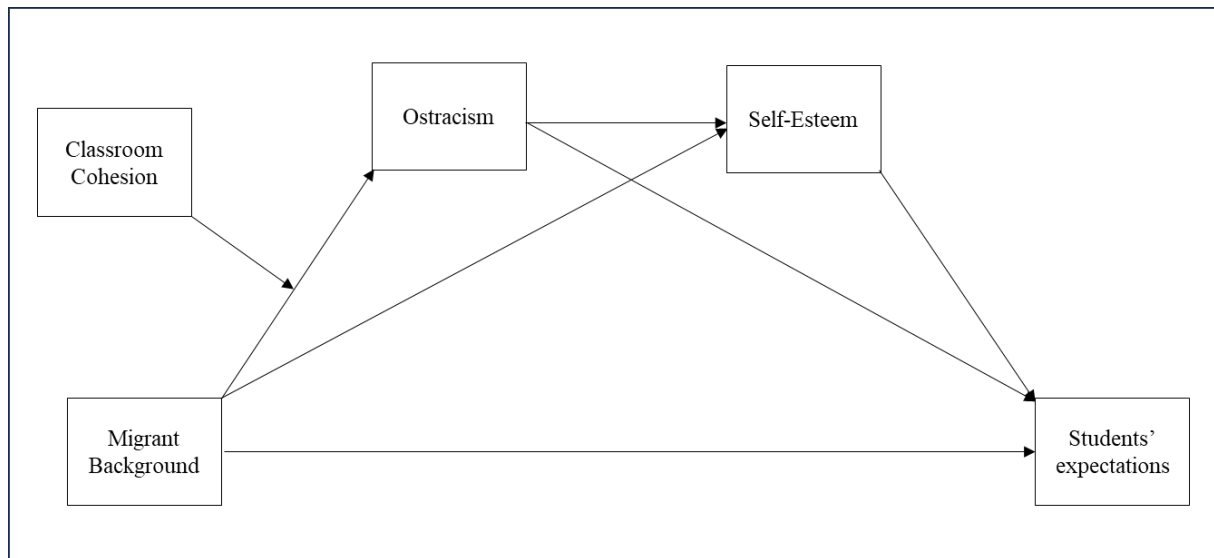 Ostracism
Self-Esteem
Classroom
Cohesion
Migrant
Background
Students’
expectations